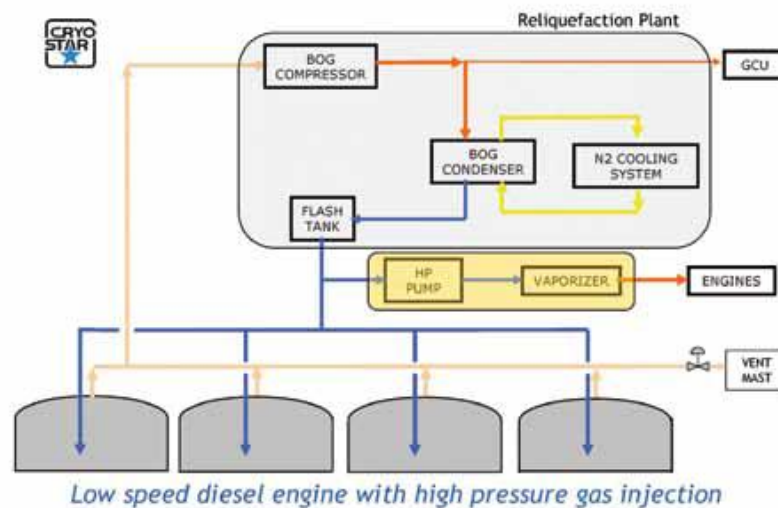 Reliquefaction Plant
CRYO
STAR
BOG
COMPRESSOR
GCU
BOG
CONDENSER
N2 COOLING
SYSTEM
FLASH
TANK
HP
PUMP
VAPORIZER
ENGINES
VENT
MAST
Low speed diesel engine with high pressure gas injection